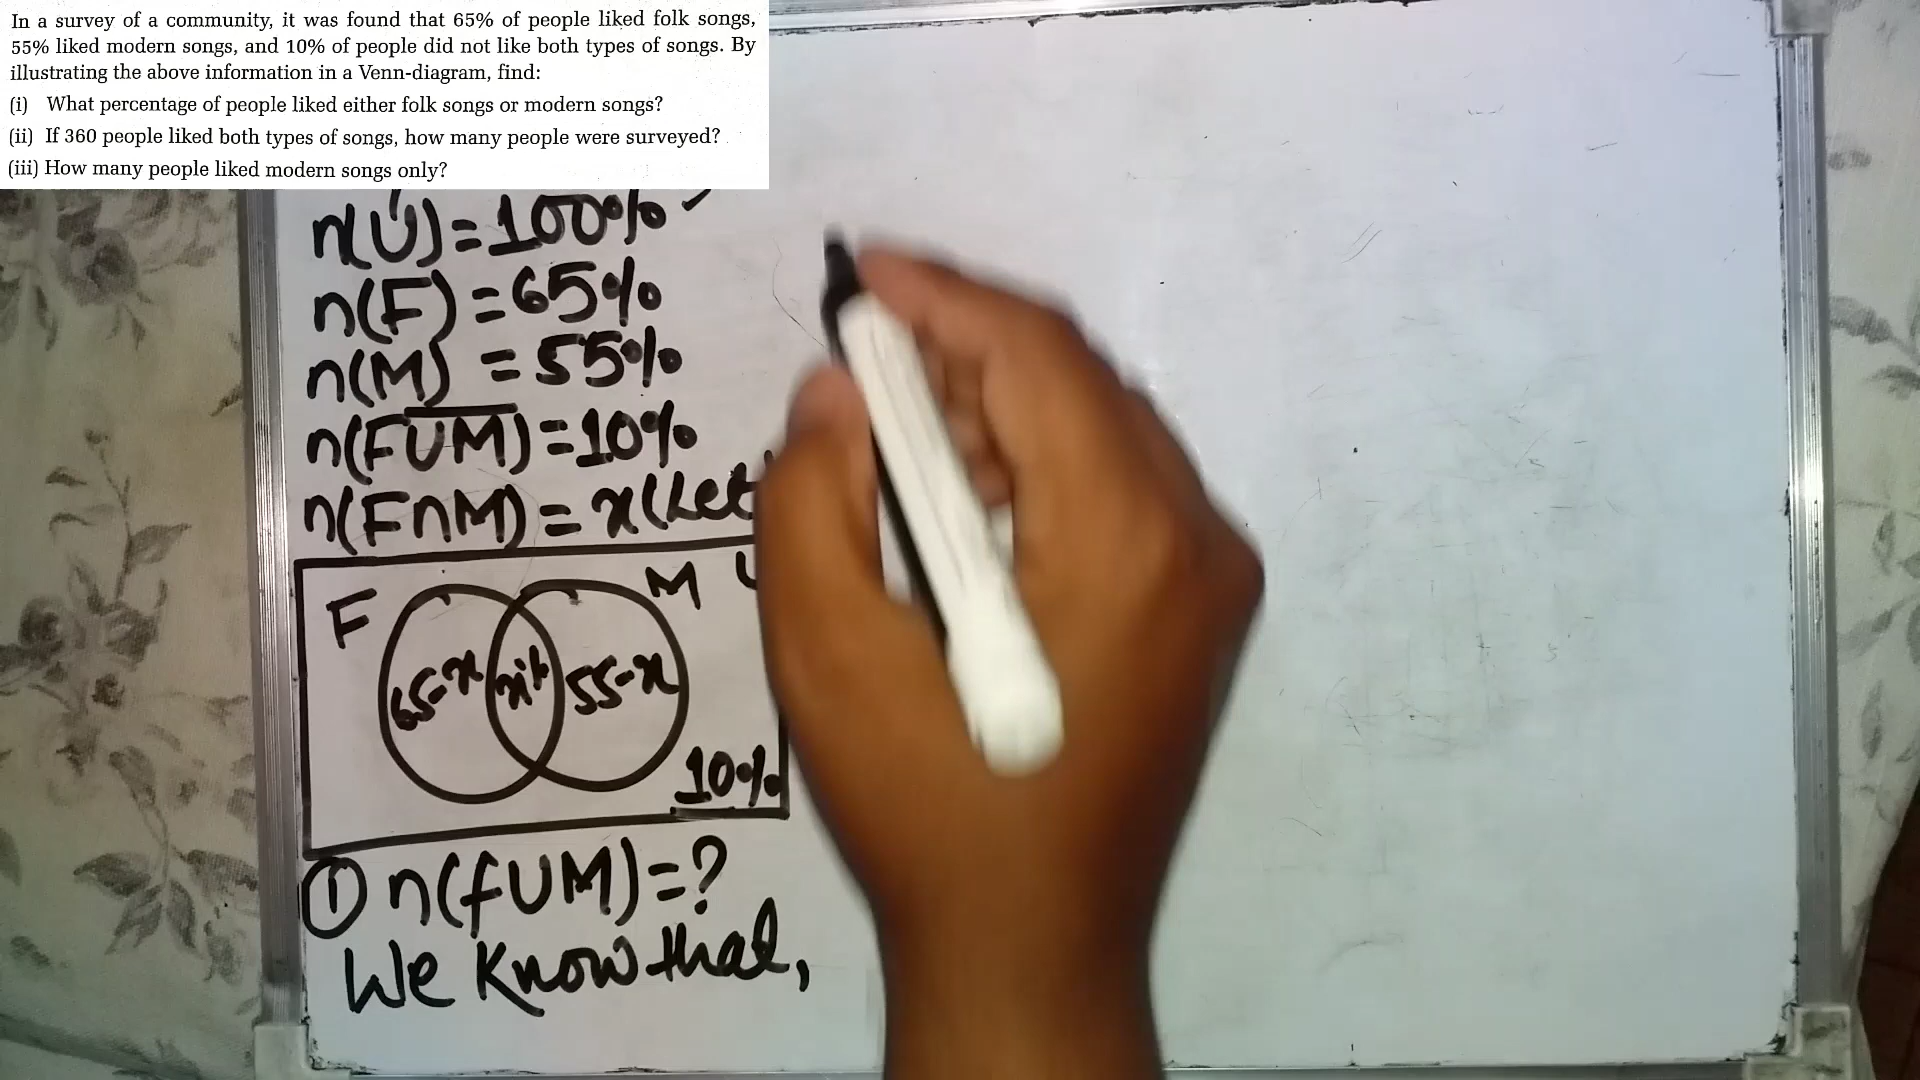 In a survey of a community, it was found that 65% of people liked folk songs,
55% liked modern songs, and 10% of people did not like both types of songs. By
illustrating the above information in a Venn-diagram, find:
(i) What percentage of people liked either folk songs or modern songs?
(ii) If 360 people liked both types of songs, how many people were surveyed?
(iii) How many people liked modern songs only?
n(U)=100%
n(F)=65%
n(M) =55%
n(\overline{F∪M})=10%
n(F∩M)=x(Let
F
M
65-x
x%
55-x
10%
① n(f∪M)=?
We Know that,